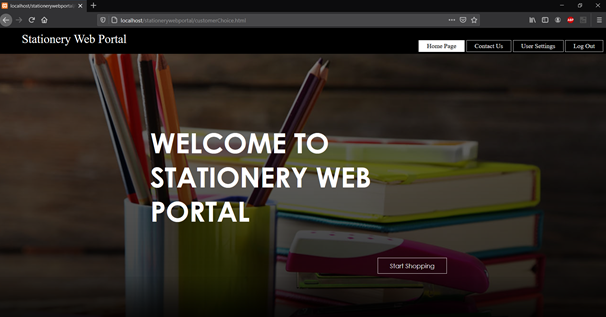 localhost/stationerywebportal/
localhost/stationerywebportal/customerChoice.html
Stationery Web Portal
Home Page
Contact Us
User Settings
Log Out
WELCOME TO
STATIONERY WEB
PORTAL
Start Shopping